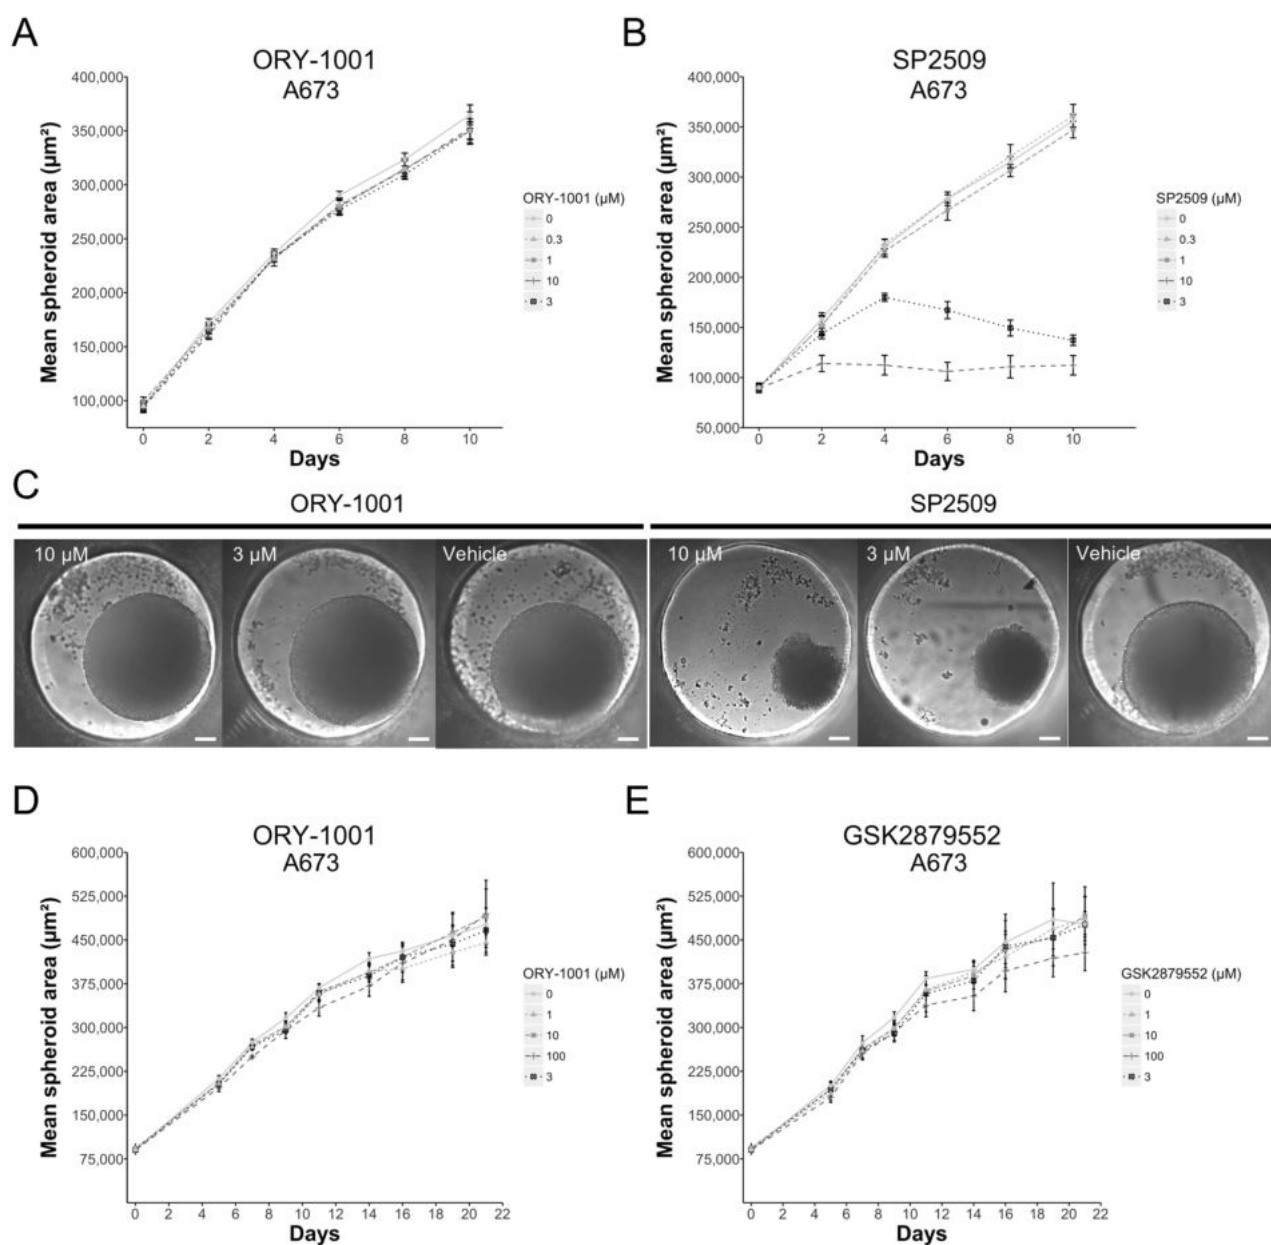 A
ORY-1001
A673
400,000
350,000
300,000
250,000
200,000
150,000
100,000
Mean spheroid area (µm²)
0 2 4 6 8 10
Days
ORY-1001 (µM)
0
0.3
1
10
3
B
SP2509
A673
400,000
350,000
300,000
250,000
200,000
150,000
100,000
50,000
Mean spheroid area (µm²)
0 2 4 6 8 10
Days
SP2509 (µM)
0
0.3
1
10
3
C
ORY-1001
SP2509
10 µM
3 µM
Vehicle
10 µM
3 µM
Vehicle
D
ORY-1001
A673
600,000
525,000
450,000
375,000
300,000
225,000
150,000
75,000
Mean spheroid area (µm²)
0 2 4 6 8 10 12 14 16 18 20 22
Days
ORY-1001 (µM)
0
1
10
100
3
E
GSK2879552
A673
600,000
525,000
450,000
375,000
300,000
225,000
150,000
75,000
Mean spheroid area (µm²)
0 2 4 6 8 10 12 14 16 18 20 22
Days
GSK2879552 (µM)
0
1
10
100
3